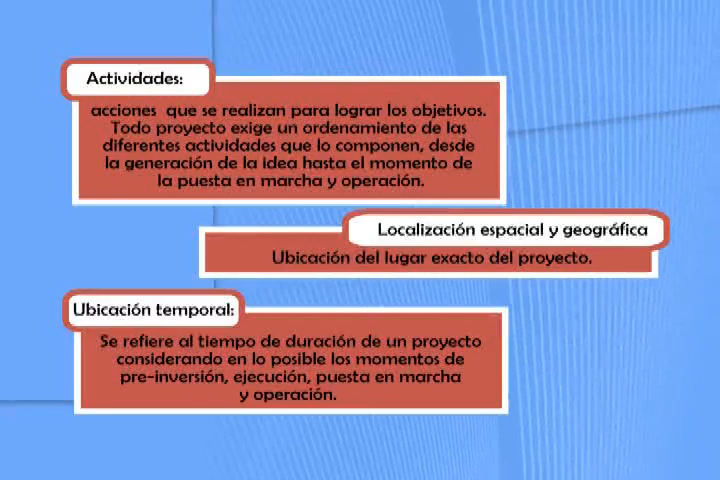 Actividades:
acciones que se realizan para lograr los objetivos.
Todo proyecto exige un ordenamiento de las
diferentes actividades que lo componen, desde
la generación de la idea hasta el momento de
la puesta en marcha y operación.
Localización espacial y geográfica
Ubicación del lugar exacto del proyecto.
Ubicación temporal:
Se refiere al tiempo de duración de un proyecto
considerando en lo posible los momentos de
pre-inversión, ejecución, puesta en marcha
y operación.